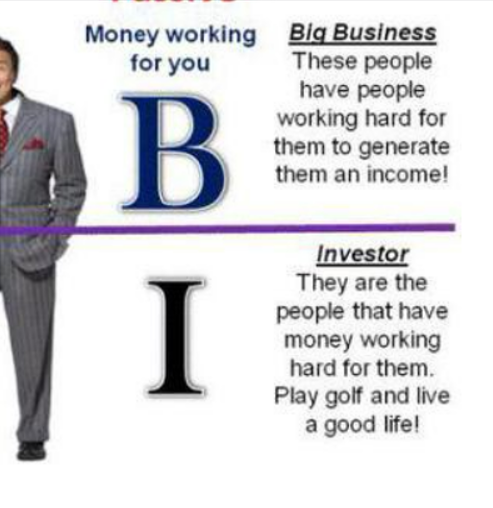 Money working
for you
B
Big Business
These people
have people
working hard for
them to generate
them an income!
I
Investor
They are the
people that have
money working
hard for them.
Play golf and live
a good life!